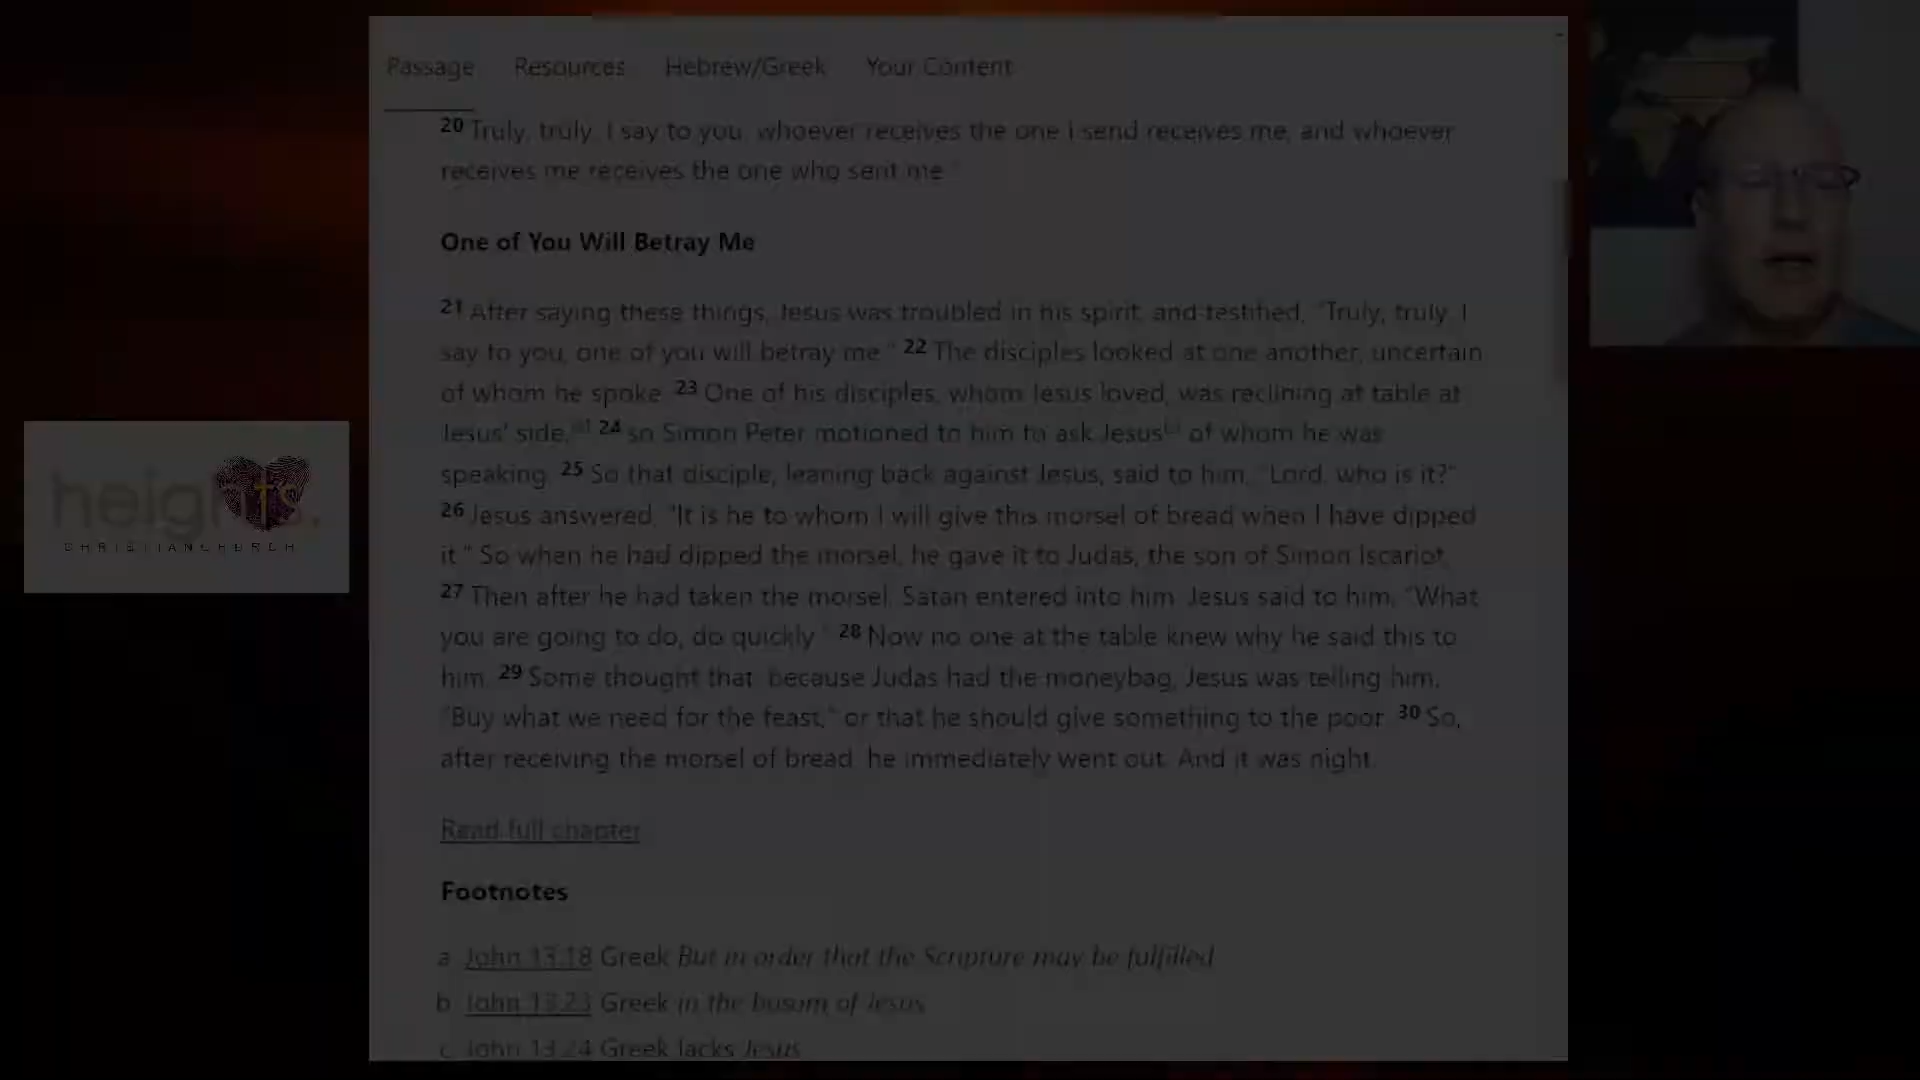 Passage Resources Hebrew/Greek Your Content
20 Truly, truly, I say to you, whoever receives the one I send receives me, and whoever
receives me receives the one who sent me."
One of You Will Betray Me
21 After saying these things, Jesus was troubled in his spirit, and testified, "Truly, truly, I
say to you, one of you will betray me." 22 The disciples looked at one another, uncertain
of whom he spoke. 23 One of his disciples, whom Jesus loved, was reclining at table at
Jesus' side, 24 so Simon Peter motioned to him to ask Jesus of whom he was
speaking. 25 So that disciple, leaning back against Jesus, said to him, "Lord, who is it?"
26 Jesus answered, "It is he to whom I will give this morsel of bread when I have dipped
it." So when he had dipped the morsel, he gave it to Judas, the son of Simon Iscariot.
27 Then after he had taken the morsel, Satan entered into him. Jesus said to him, "What
you are going to do, do quickly." 28 Now no one at the table knew why he said this to
him. 29 Some thought that, because Judas had the moneybag, Jesus was telling him,
"Buy what we need for the feast," or that he should give something to the poor. 30 So,
after receiving the morsel of bread, he immediately went out. And it was night.
Read full chapter
Footnotes
a. John 13:18 Greek But in order that the Scripture may be fulfilled
b. John 13:23 Greek in the bosom of Jesus
c. John 13:24 Greek lacks Jesus
heights.
CHRISTIANCHURCH